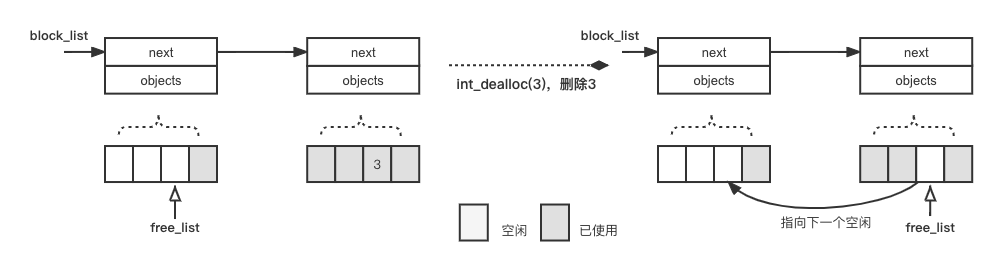 block_list
next
objects
next
objects
3
free_list
int_dealloc(3)，删除3
block_list
next
objects
next
objects
指向下一个空闲
free_list
空闲
已使用